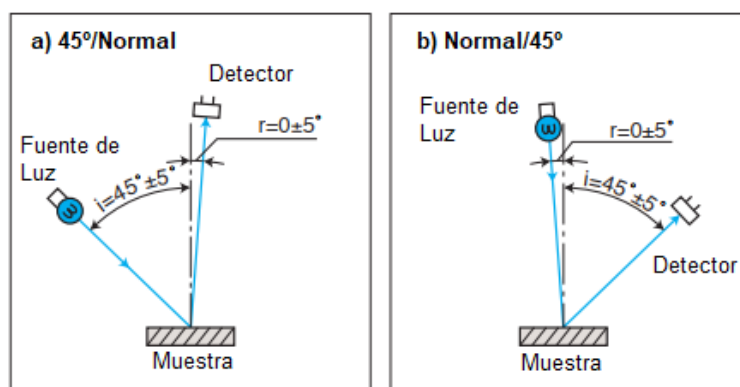 a) 45º/Normal
Detector
Fuente de
Luz
r=0±5°
i=45°±5°
Muestra
b) Normal/45º
Fuente de
Luz
r=0±5°
i=45°±5°
Detector
Muestra